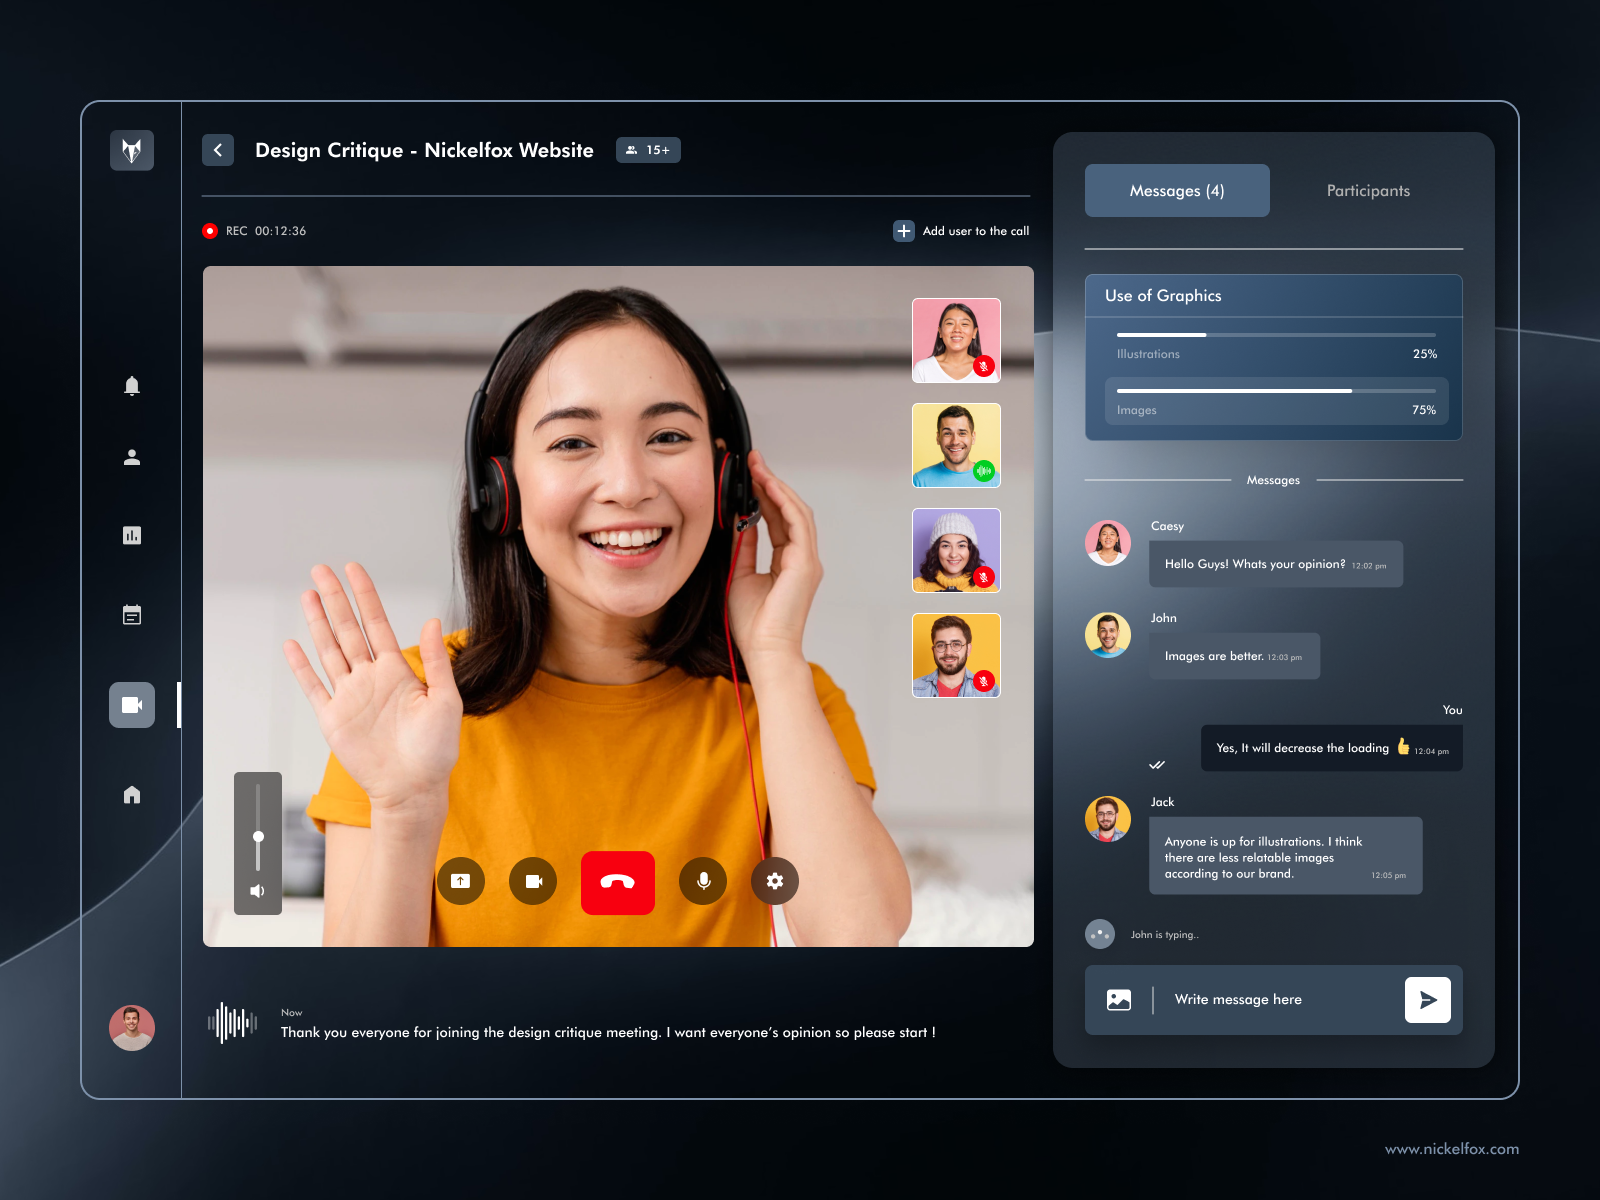 Design Critique - Nickelfox Website
15+
REC 00:12:36
Add user to the call
Now
Thank you everyone for joining the design critique meeting. I want everyone’s opinion so please start !
Messages (4)
Participants
Use of Graphics
Illustrations
25%
Images
75%
Messages
Caesy
Hello Guys! Whats your opinion? 12:02 pm
John
Images are better. 12:03 pm
You
Yes, It will decrease the loading 👍 12:04 pm
Jack
Anyone is up for illustrations. I think
there are less relatable images
according to our brand. 12:05 pm
John is typing..
Write message here
www.nickelfox.com